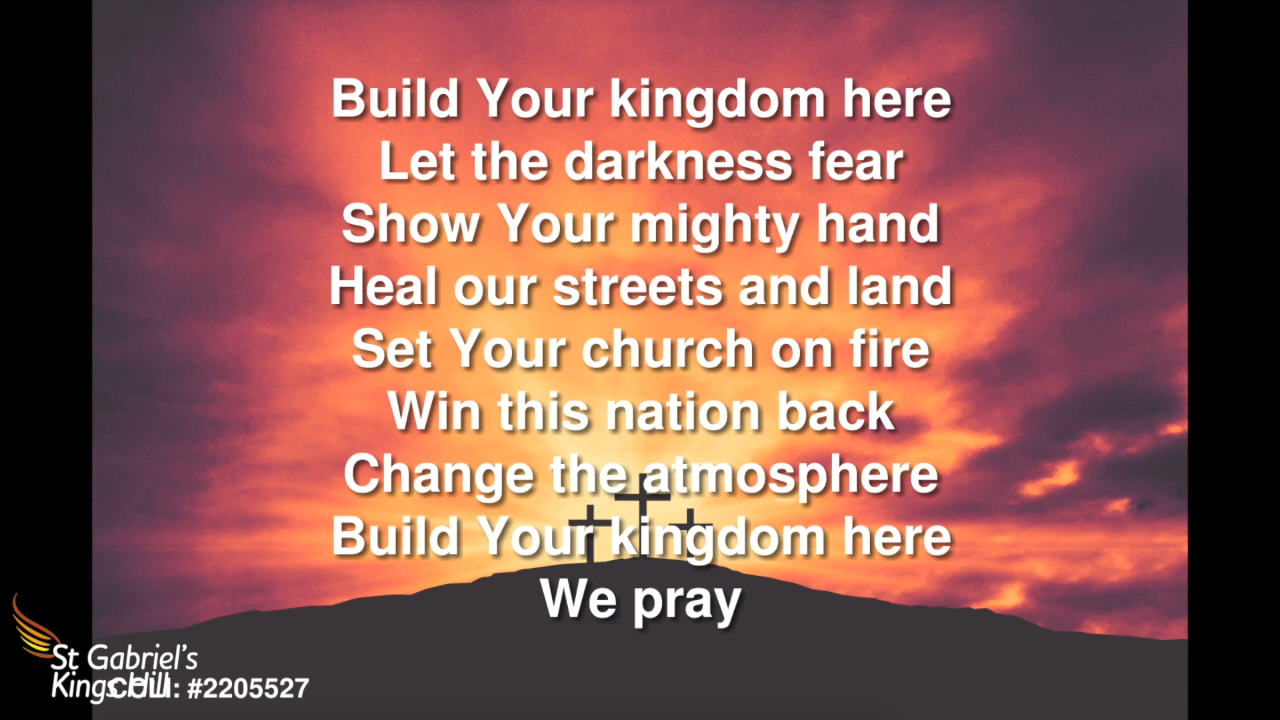 Build Your kingdom here
Let the darkness fear
Show Your mighty hand
Heal our streets and land
Set Your church on fire
Win this nation back
Change the atmosphere
Build Your kingdom here
We pray
St Gabriel's
Kings Hill
#2205527